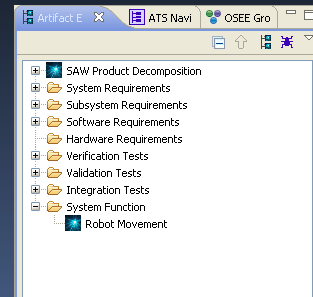 Artifact E
ATS Navi
OSEE Gro
SAW Product Decomposition
System Requirements
Subsystem Requirements
Software Requirements
Hardware Requirements
Verification Tests
Validation Tests
Integration Tests
System Function
Robot Movement